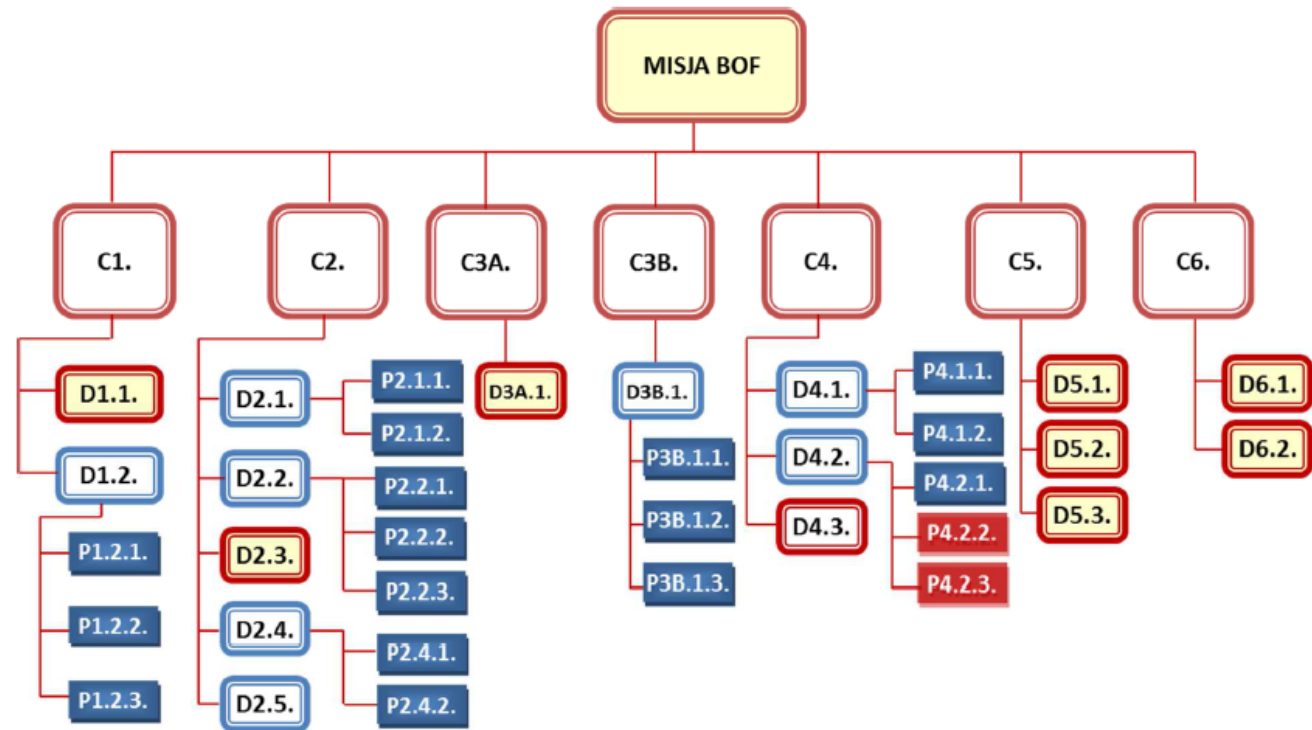 MISJA BOF
C1.
C2.
C3A.
C3B.
C4.
C5.
C6.
D1.1.
D1.2.
P1.2.1.
P1.2.2.
P1.2.3.
D2.1.
P2.1.1.
P2.1.2.
D2.2.
P2.2.1.
P2.2.2.
P2.2.3.
D2.3.
D2.4.
P2.4.1.
P2.4.2.
D2.5.
D3A.1.
D3B.1.
P3B.1.1.
P3B.1.2.
P3B.1.3.
D4.1.
P4.1.1.
P4.1.2.
D4.2.
P4.2.1.
P4.2.2.
P4.2.3.
D4.3.
D5.1.
D5.2.
D5.3.
D6.1.
D6.2.